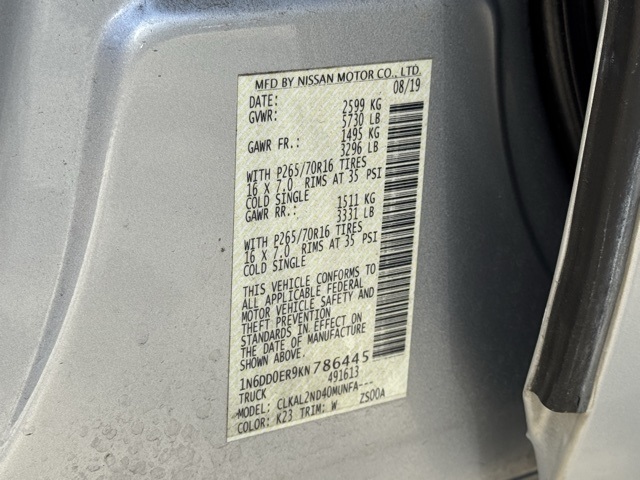 MFD BY NISSAN MOTOR CO., LTD.
DATE: 08/19
GVWR: 2599 KG
5730 LB
GAWR FR.: 1495 KG
3296 LB
WITH P265/70R16 TIRES
16 X 7.0 RIMS AT 35 PSI
COLD SINGLE
GAWR RR.: 1511 KG
3331 LB
WITH P265/70R16 TIRES
16 X 7.0 RIMS AT 35 PSI
COLD SINGLE
THIS VEHICLE CONFORMS TO
ALL APPLICABLE FEDERAL
MOTOR VEHICLE SAFETY AND
THEFT PREVENTION
STANDARDS IN EFFECT ON
THE DATE OF MANUFACTURE
SHOWN ABOVE.
1N6DD0ER9KN786445
TRUCK 491613
MODEL: CLKAL2ND40MUNFA---
COLOR: K23 TRIM: W ZS00A